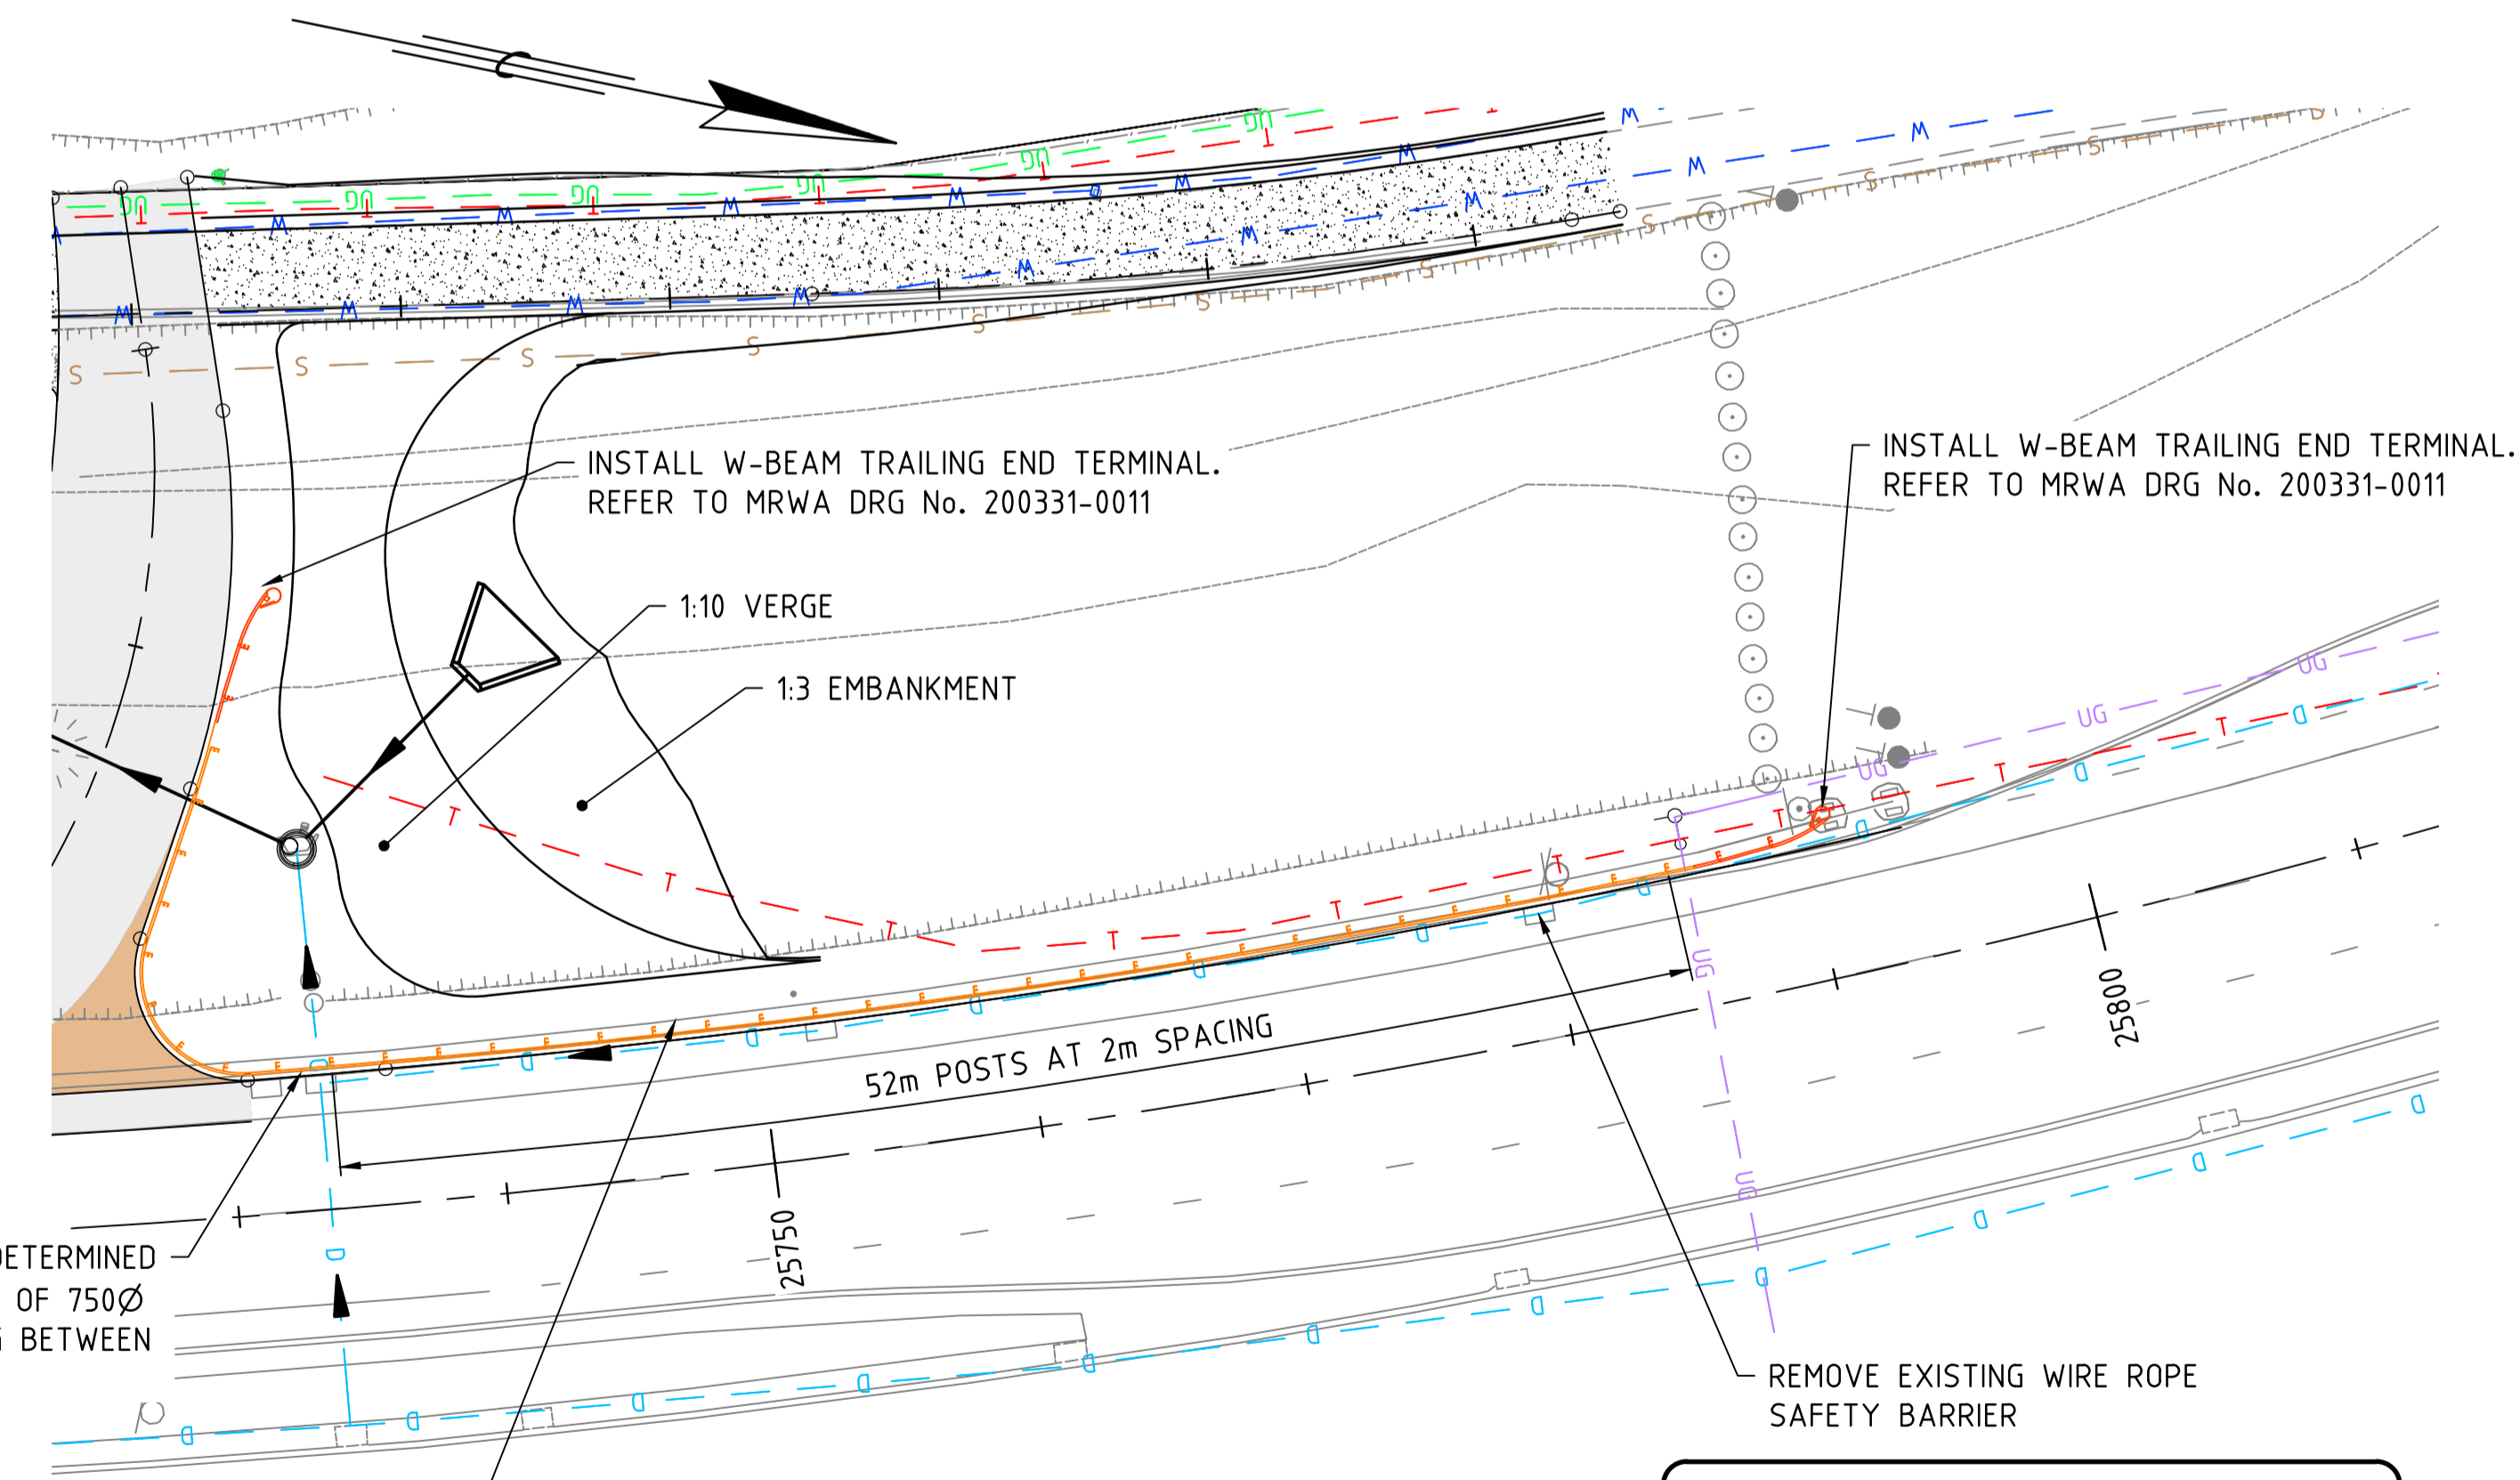 INSTALL W-BEAM TRAILING END TERMINAL.
REFER TO MRWA DRG No. 200331-0011
INSTALL W-BEAM TRAILING END TERMINAL.
REFER TO MRWA DRG No. 200331-0011
1:10 VERGE
1:3 EMBANKMENT
52m POSTS AT 2m SPACING
25800
25750
DETERMINED
OF 750Ø
BETWEEN
REMOVE EXISTING WIRE ROPE
SAFETY BARRIER